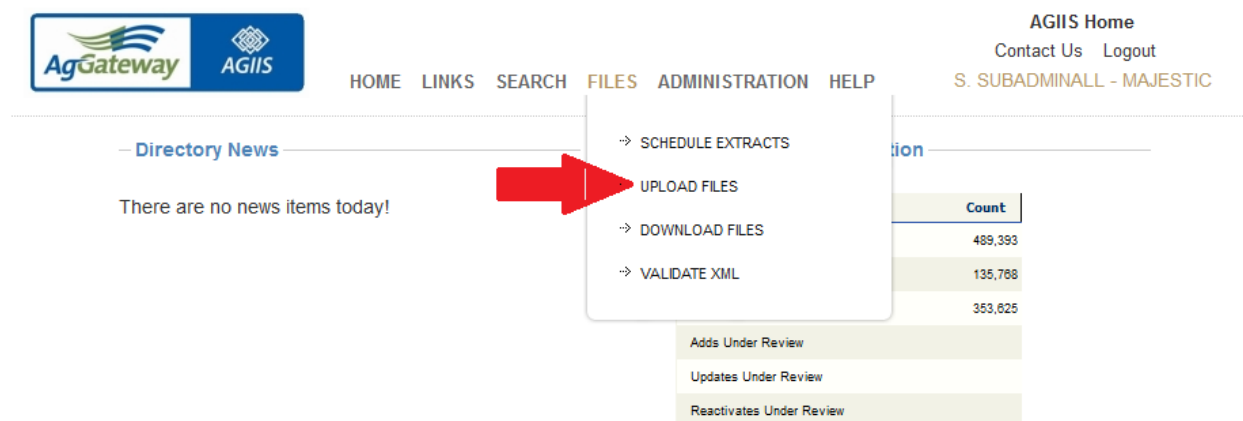 AgGateway AGIIS
AGIIS Home
Contact Us Logout
S. SUBADMINALL - MAJESTIC
HOME LINKS SEARCH FILES ADMINISTRATION HELP
SCHEDULE EXTRACTS
UPLOAD FILES
DOWNLOAD FILES
VALIDATE XML
Directory News
There are no news items today!
tion
Count
489,393
135,768
353,625
Adds Under Review
Updates Under Review
Reactivates Under Review